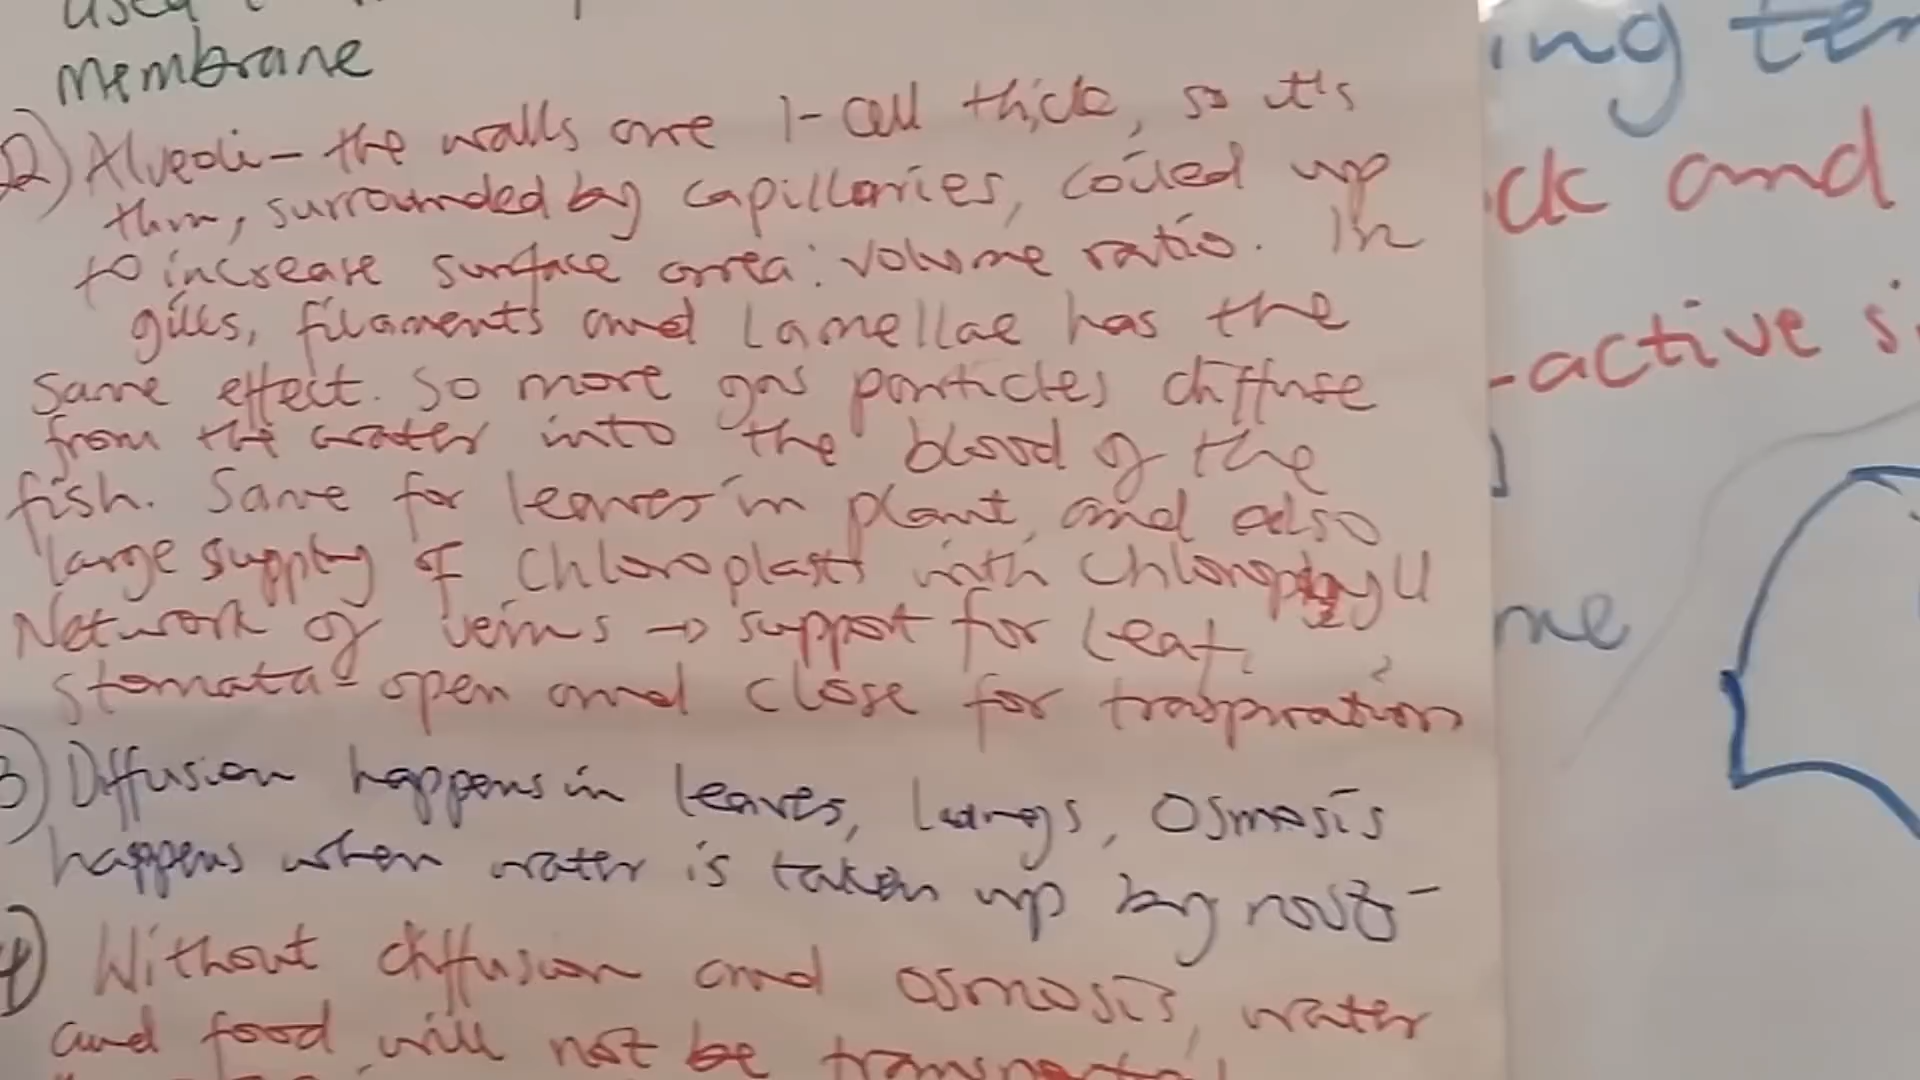 membrane
2) Alveoli - the walls are 1-cell thick, so it's
thin, surrounded by capillaries, coiled up
to increase surface area: volume ratio. In
gills, filaments and lamellae has the
same effect. So more gas particles diffuse
from the water into the blood of the
fish. Same for leaves in plant, and also
large supply of chloroplasts with chlorophyll
Network of veins → support for leaf.
stomata - open and close for traspiration
3) Diffusion happens in leaves, lungs, osmosis
happens when water is taken up by roots-
4) Without diffusion and osmosis, water
and food will not be
ing
ck and
-active
me